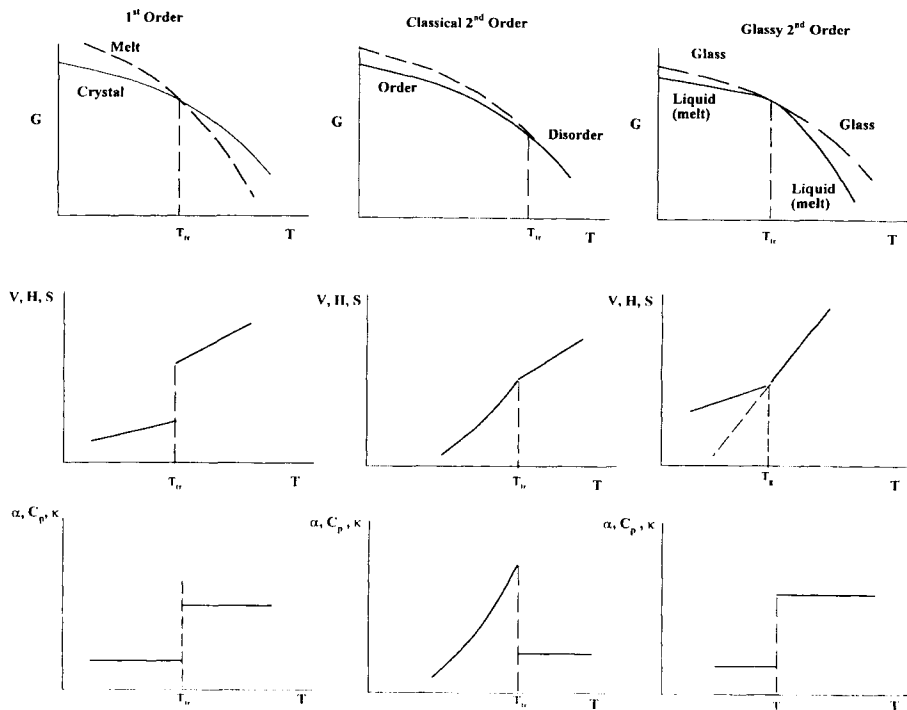 1st Order
Melt
Crystal
G
Ttr
T
Classical 2nd Order
Order
Disorder
G
Ttr
T
Glassy 2nd Order
Glass
Liquid
(melt)
Glass
Liquid
(melt)
G
Ttr
T
V, H, S
Ttr
T
V, H, S
Ttr
T
V, H, S
Tg
T
α, Cp , κ
Ttr
T
α, Cp , κ
Ttr
T
α, Cp , κ
T
T